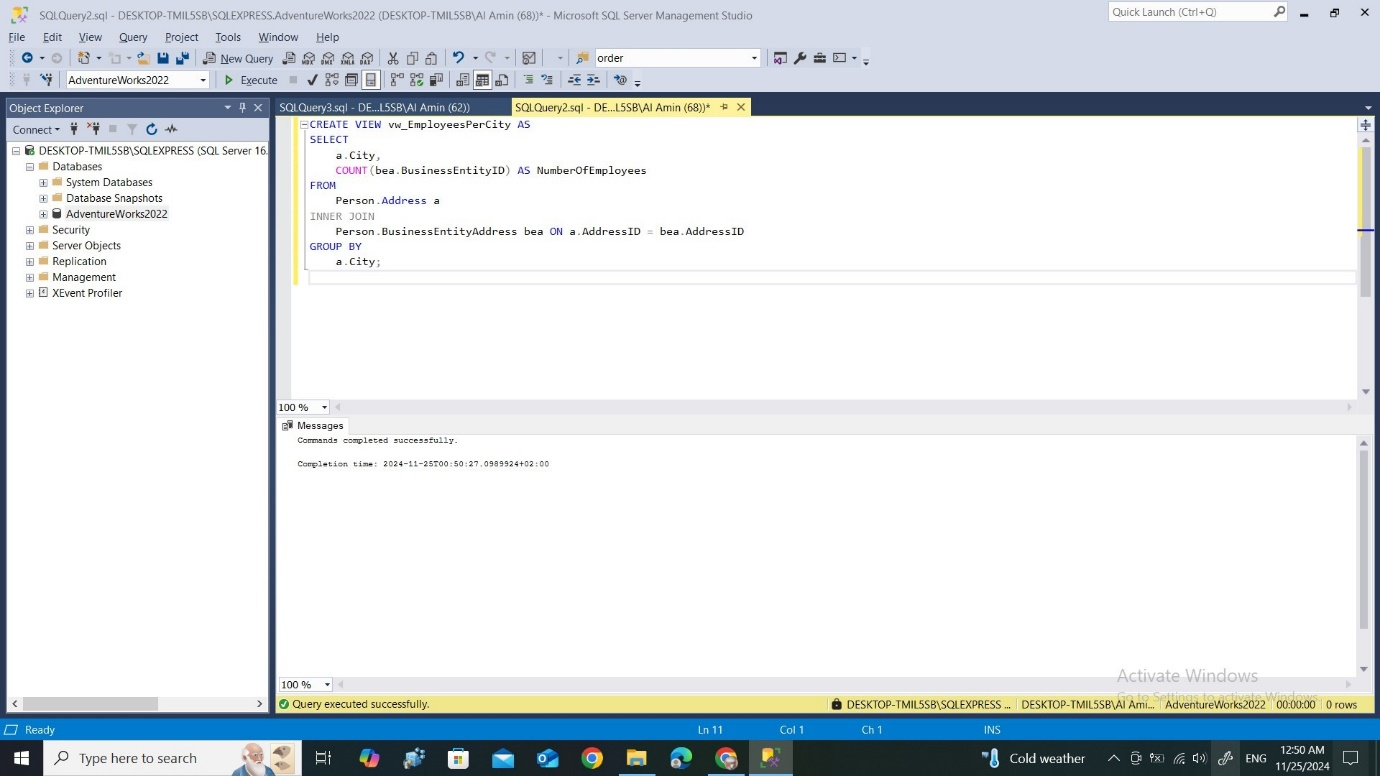 SQLQuery2.sql - DESKTOP-TMIL5SB\SQLEXPRESS.AdventureWorks2022 (DESKTOP-TMIL5SB\Al Amin (68))* - Microsoft SQL Server Management Studio
Quick Launch (Ctrl+Q)
File Edit View Query Project Tools Window Help
New Query
order
AdventureWorks2022
Execute
Object Explorer
SQLQuery3.sql - DE...L5SB\Al Amin (62))
SQLQuery2.sql - DE...L5SB\Al Amin (68))*
Connect
DESKTOP-TMIL5SB\SQLEXPRESS (SQL Server 16.
Databases
System Databases
Database Snapshots
AdventureWorks2022
Security
Server Objects
Replication
Management
XEvent Profiler
CREATE VIEW vw_EmployeesPerCity AS
SELECT
a.City,
COUNT(bea.BusinessEntityID) AS NumberOfEmployees
FROM
Person.Address a
INNER JOIN
Person.BusinessEntityAddress bea ON a.AddressID = bea.AddressID
GROUP BY
a.City;
100 %
Messages
Commands completed successfully.
Completion time: 2024-11-25T00:50:27.0989924+02:00
100 %
Activate Windows
Go to Settings to activate Windows.
Query executed successfully.
DESKTOP-TMIL5SB\SQLEXPRESS ... DESKTOP-TMIL5SB\Al Ami... AdventureWorks2022 00:00:00 0 rows
Ready
Ln 11 Col 1 Ch 1 INS
Type here to search
Cold weather
ENG
12:50 AM
11/25/2024